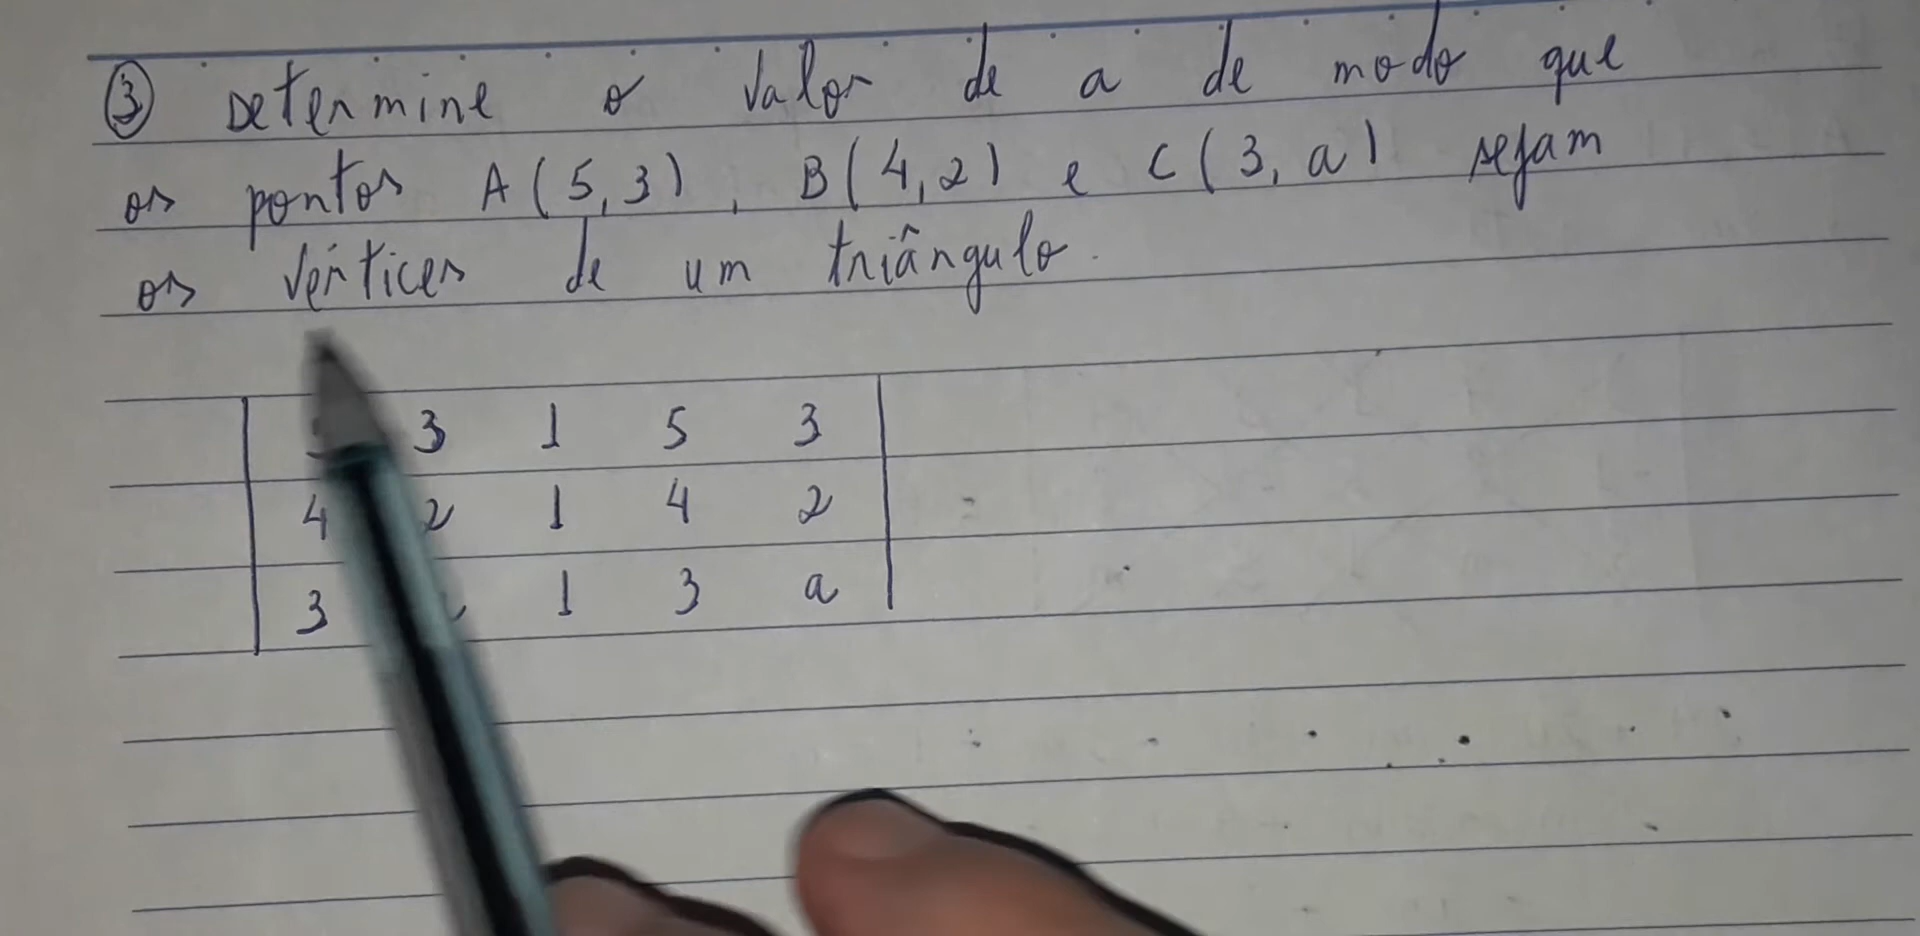 3 Determine o valor de a de modo que
os pontos A(5,3), B(4,2) e C(3,a) sejam
os vértices de um triângulo.
3 1 5 3
4 2 1 4 2 =
3 1 3 a